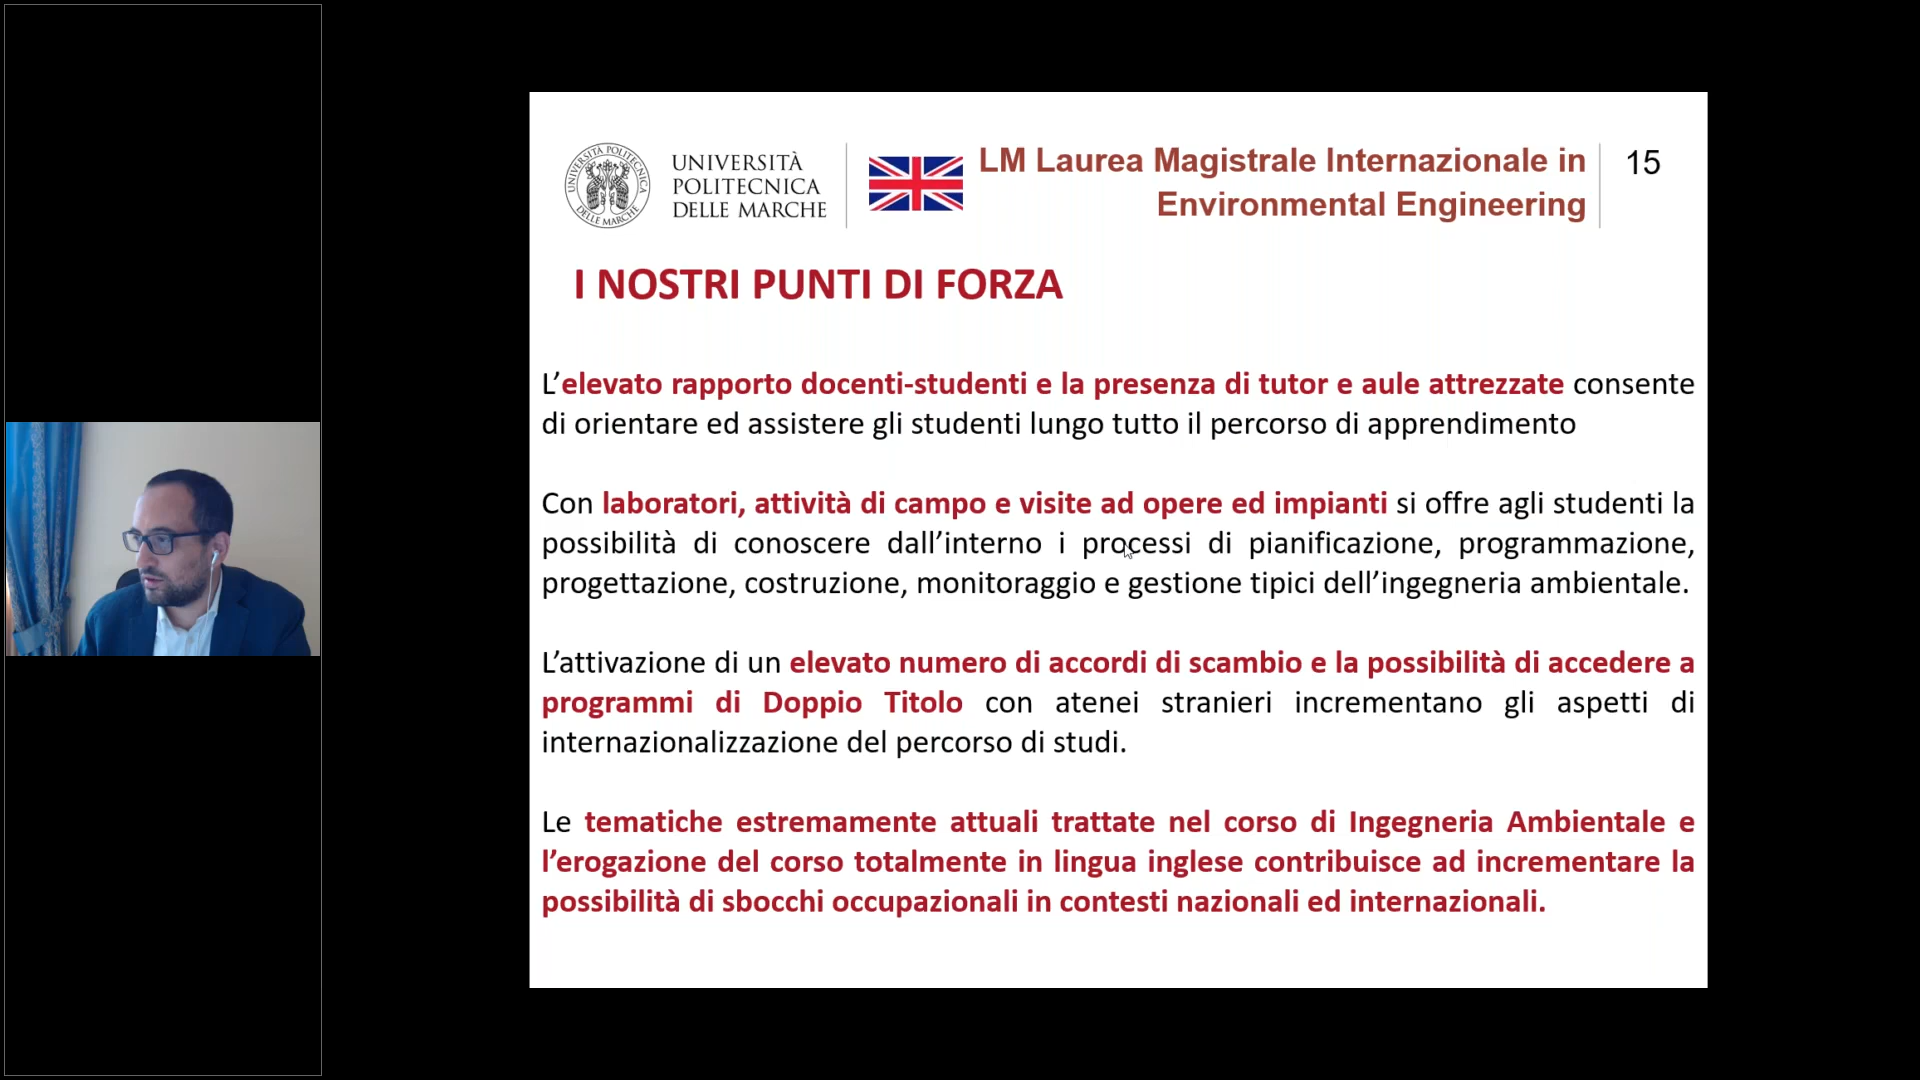 UNIVERSITÀ POLITECNICA
DELLE MARCHE
UNIVERSITÀ
POLITECNICA
DELLE MARCHE
LM Laurea Magistrale Internazionale in
Environmental Engineering
15
I NOSTRI PUNTI DI FORZA
L’elevato rapporto docenti-studenti e la presenza di tutor e aule attrezzate consente
di orientare ed assistere gli studenti lungo tutto il percorso di apprendimento
Con laboratori, attività di campo e visite ad opere ed impianti si offre agli studenti la
possibilità di conoscere dall’interno i processi di pianificazione, programmazione,
progettazione, costruzione, monitoraggio e gestione tipici dell’ingegneria ambientale.
L’attivazione di un elevato numero di accordi di scambio e la possibilità di accedere a
programmi di Doppio Titolo con atenei stranieri incrementano gli aspetti di
internazionalizzazione del percorso di studi.
Le tematiche estremamente attuali trattate nel corso di Ingegneria Ambientale e
l’erogazione del corso totalmente in lingua inglese contribuisce ad incrementare la
possibilità di sbocchi occupazionali in contesti nazionali ed internazionali.